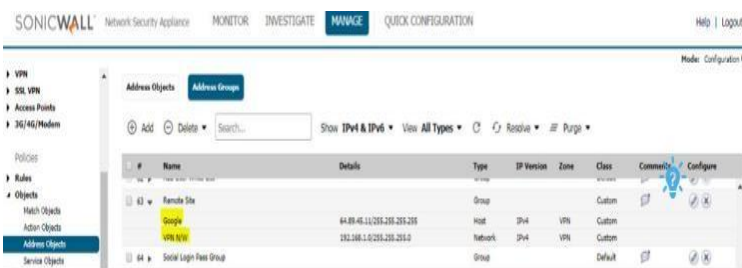 SONICWALL Network Security Appliance MONITOR INVESTIGATE MANAGE QUICK CONFIGURATION Help | Logout
Mode: Configuration
VPN
SSL VPN
Access Points
3G/4G/Modem
Policies
Rules
Objects
Match Objects
Action Objects
Address Objects
Service Objects
Address Objects Address Groups
Add Delete Search... Show IPv4 & IPv6 View All Types Resolve Purge
# Name Details Type IP Version Zone Class Comments Configure
63 Remote Site Group Custom
Google 64.89.45.11/255.255.255.255 Host IPv4 VPN Custom
VPN N/W 192.168.1.0/255.255.255.0 Network IPv4 VPN Custom
64 Social Login Pass Group Group Default